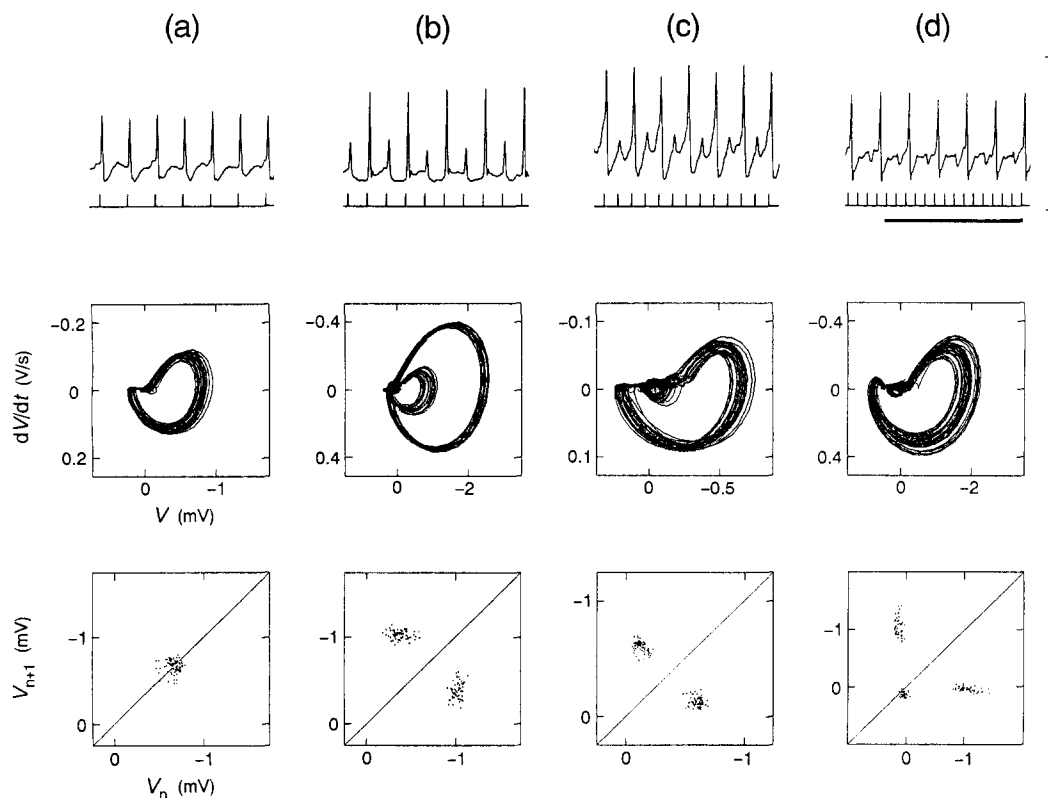 (a) (b) (c) (d)
-0.2 -0.4 -0.1 -0.4
dV/dt (V/s)
0 0 0 0
0.2 0.4 0.1 0.4
0 -1 0 -2 0 -0.5 0 -2
V (mV)
-1 -1 -1 -1
V_{n+1} (mV)
0 0 0 0
0 -1 0 -1 0 -1 0 -1
V_n (mV)